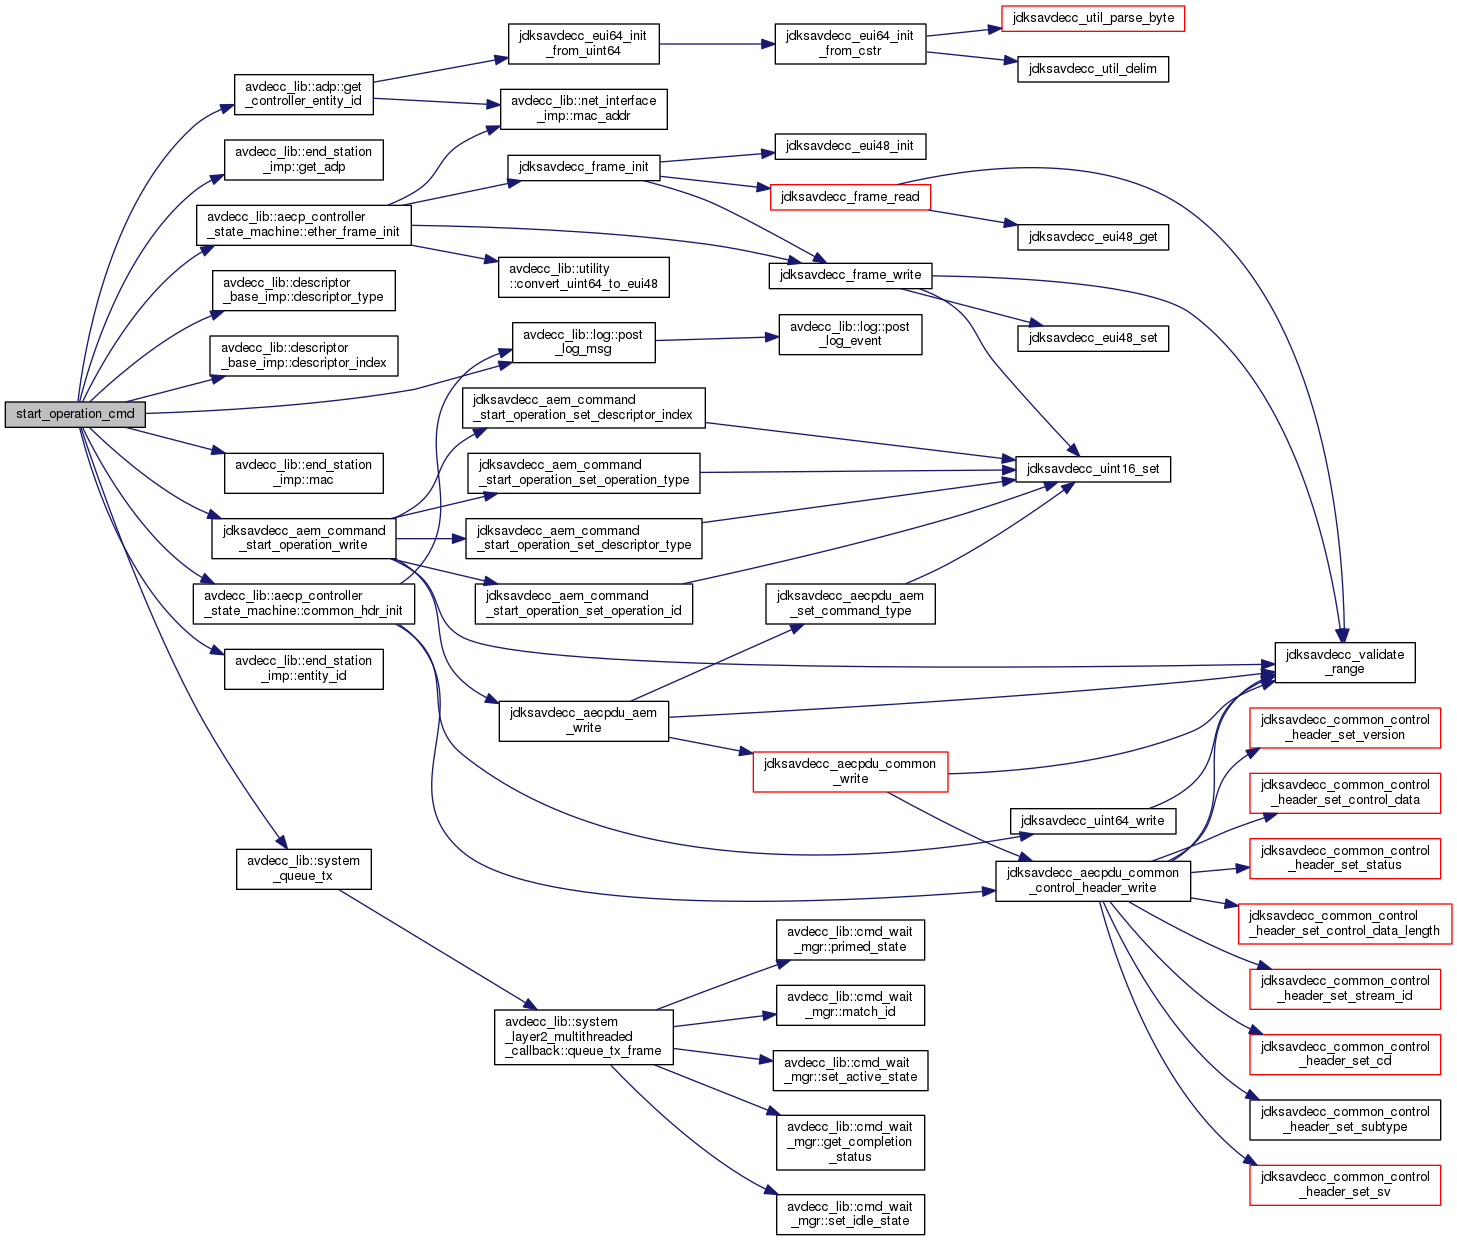 start_operation_cmd
avdecc_lib::adp::get
_controller_entity_id
avdecc_lib::end_station
_imp::get_adp
avdecc_lib::aecp_controller
_state_machine::ether_frame_init
avdecc_lib::descriptor
_base_imp::descriptor_type
avdecc_lib::descriptor
_base_imp::descriptor_index
avdecc_lib::end_station
_imp::mac
jdksavdecc_aem_command
_start_operation_write
avdecc_lib::aecp_controller
_state_machine::common_hdr_init
avdecc_lib::end_station
_imp::entity_id
avdecc_lib::system
_queue_tx
jdksavdecc_eui64_init
_from_uint64
avdecc_lib::net_interface
_imp::mac_addr
jdksavdecc_frame_init
avdecc_lib::utility
::convert_uint64_to_eui48
avdecc_lib::log::post
_log_msg
jdksavdecc_aem_command
_start_operation_set_descriptor_index
jdksavdecc_aem_command
_start_operation_set_operation_type
jdksavdecc_aem_command
_start_operation_set_descriptor_type
jdksavdecc_aem_command
_start_operation_set_operation_id
jdksavdecc_aecpdu_aem
_write
avdecc_lib::system
_layer2_multithreaded
_callback::queue_tx_frame
jdksavdecc_eui64_init
_from_cstr
jdksavdecc_eui48_init
jdksavdecc_frame_read
jdksavdecc_frame_write
avdecc_lib::log::post
_log_event
jdksavdecc_aecpdu_aem
_set_command_type
jdksavdecc_aecpdu_common
_write
avdecc_lib::cmd_wait
_mgr::primed_state
avdecc_lib::cmd_wait
_mgr::match_id
avdecc_lib::cmd_wait
_mgr::set_active_state
avdecc_lib::cmd_wait
_mgr::get_completion
_status
avdecc_lib::cmd_wait
_mgr::set_idle_state
jdksavdecc_util_parse_byte
jdksavdecc_util_delim
jdksavdecc_eui48_get
jdksavdecc_eui48_set
jdksavdecc_uint16_set
jdksavdecc_uint64_write
jdksavdecc_aecpdu_common
_control_header_write
jdksavdecc_validate
_range
jdksavdecc_common_control
_header_set_version
jdksavdecc_common_control
_header_set_control_data
jdksavdecc_common_control
_header_set_status
jdksavdecc_common_control
_header_set_control_data_length
jdksavdecc_common_control
_header_set_stream_id
jdksavdecc_common_control
_header_set_cd
jdksavdecc_common_control
_header_set_subtype
jdksavdecc_common_control
_header_set_sv